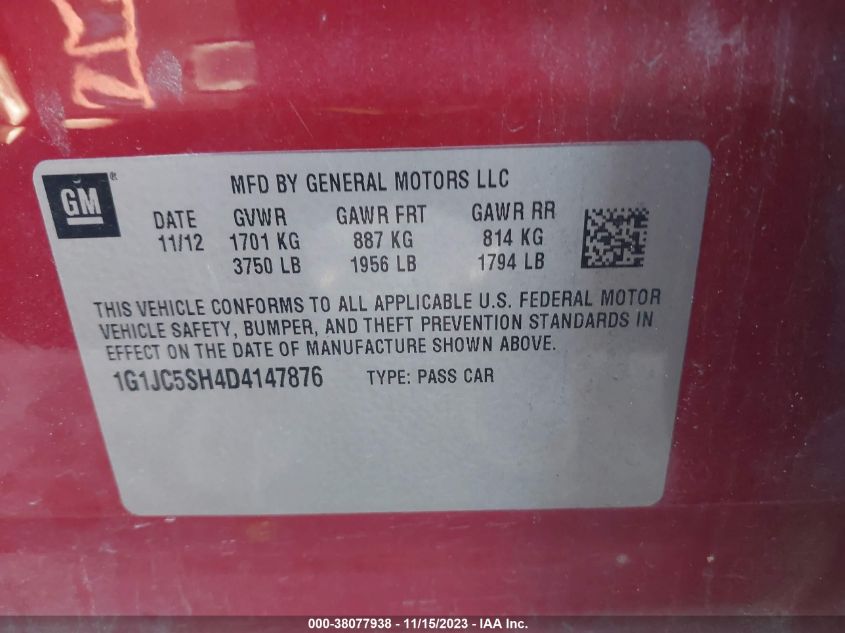 GM®
MFD BY GENERAL MOTORS LLC
DATE GVWR GAWR FRT GAWR RR
11/12 1701 KG 887 KG 814 KG
3750 LB 1956 LB 1794 LB
THIS VEHICLE CONFORMS TO ALL APPLICABLE U.S. FEDERAL MOTOR
VEHICLE SAFETY, BUMPER, AND THEFT PREVENTION STANDARDS IN
EFFECT ON THE DATE OF MANUFACTURE SHOWN ABOVE.
1G1JC5SH4D4147876 TYPE: PASS CAR
000-38077938 - 11/15/2023 - IAA Inc.